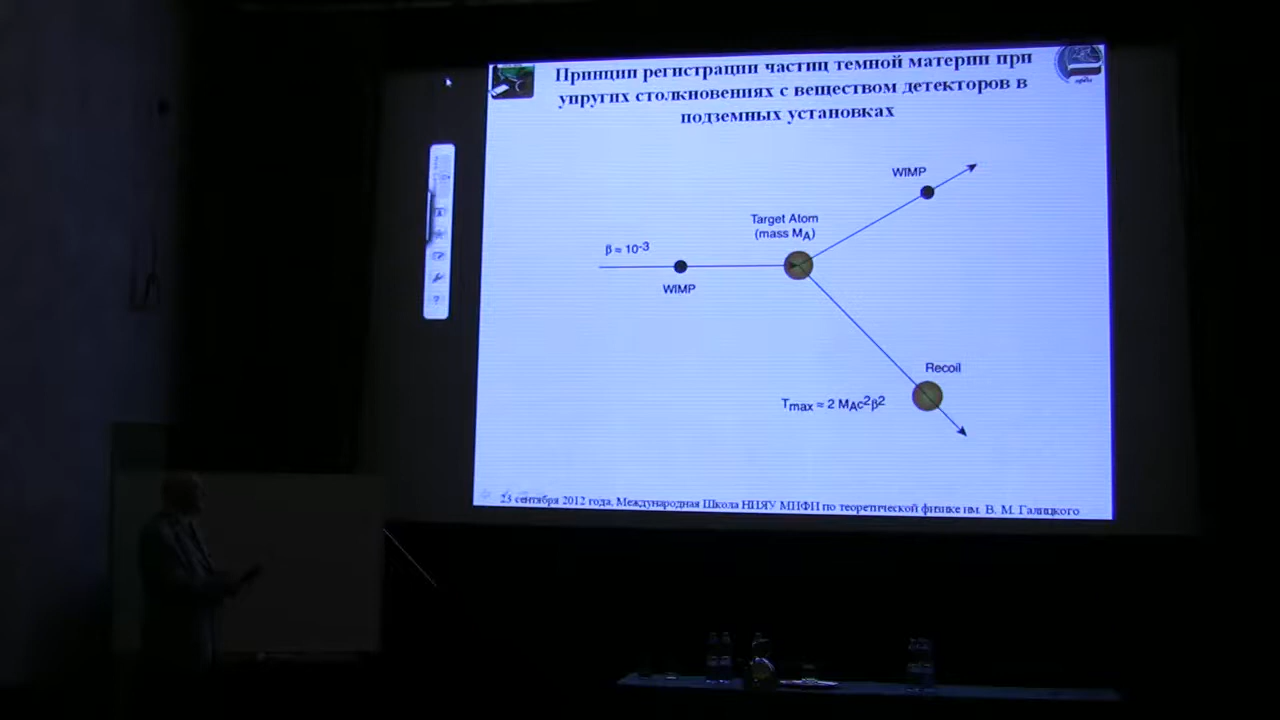 Принцип регистрации частиц темной материи при
упругих столкновениях с веществом детекторов в
подземных установках
WIMP
Target Atom
(mass MA)
β ≈ 10-3
WIMP
Recoil
Tmax ≈ 2 MAc2β2
23 сентября 2012 года, Международная Школа НИЯУ МИФИ по теоретической физике им. В. М. Галицкого
?